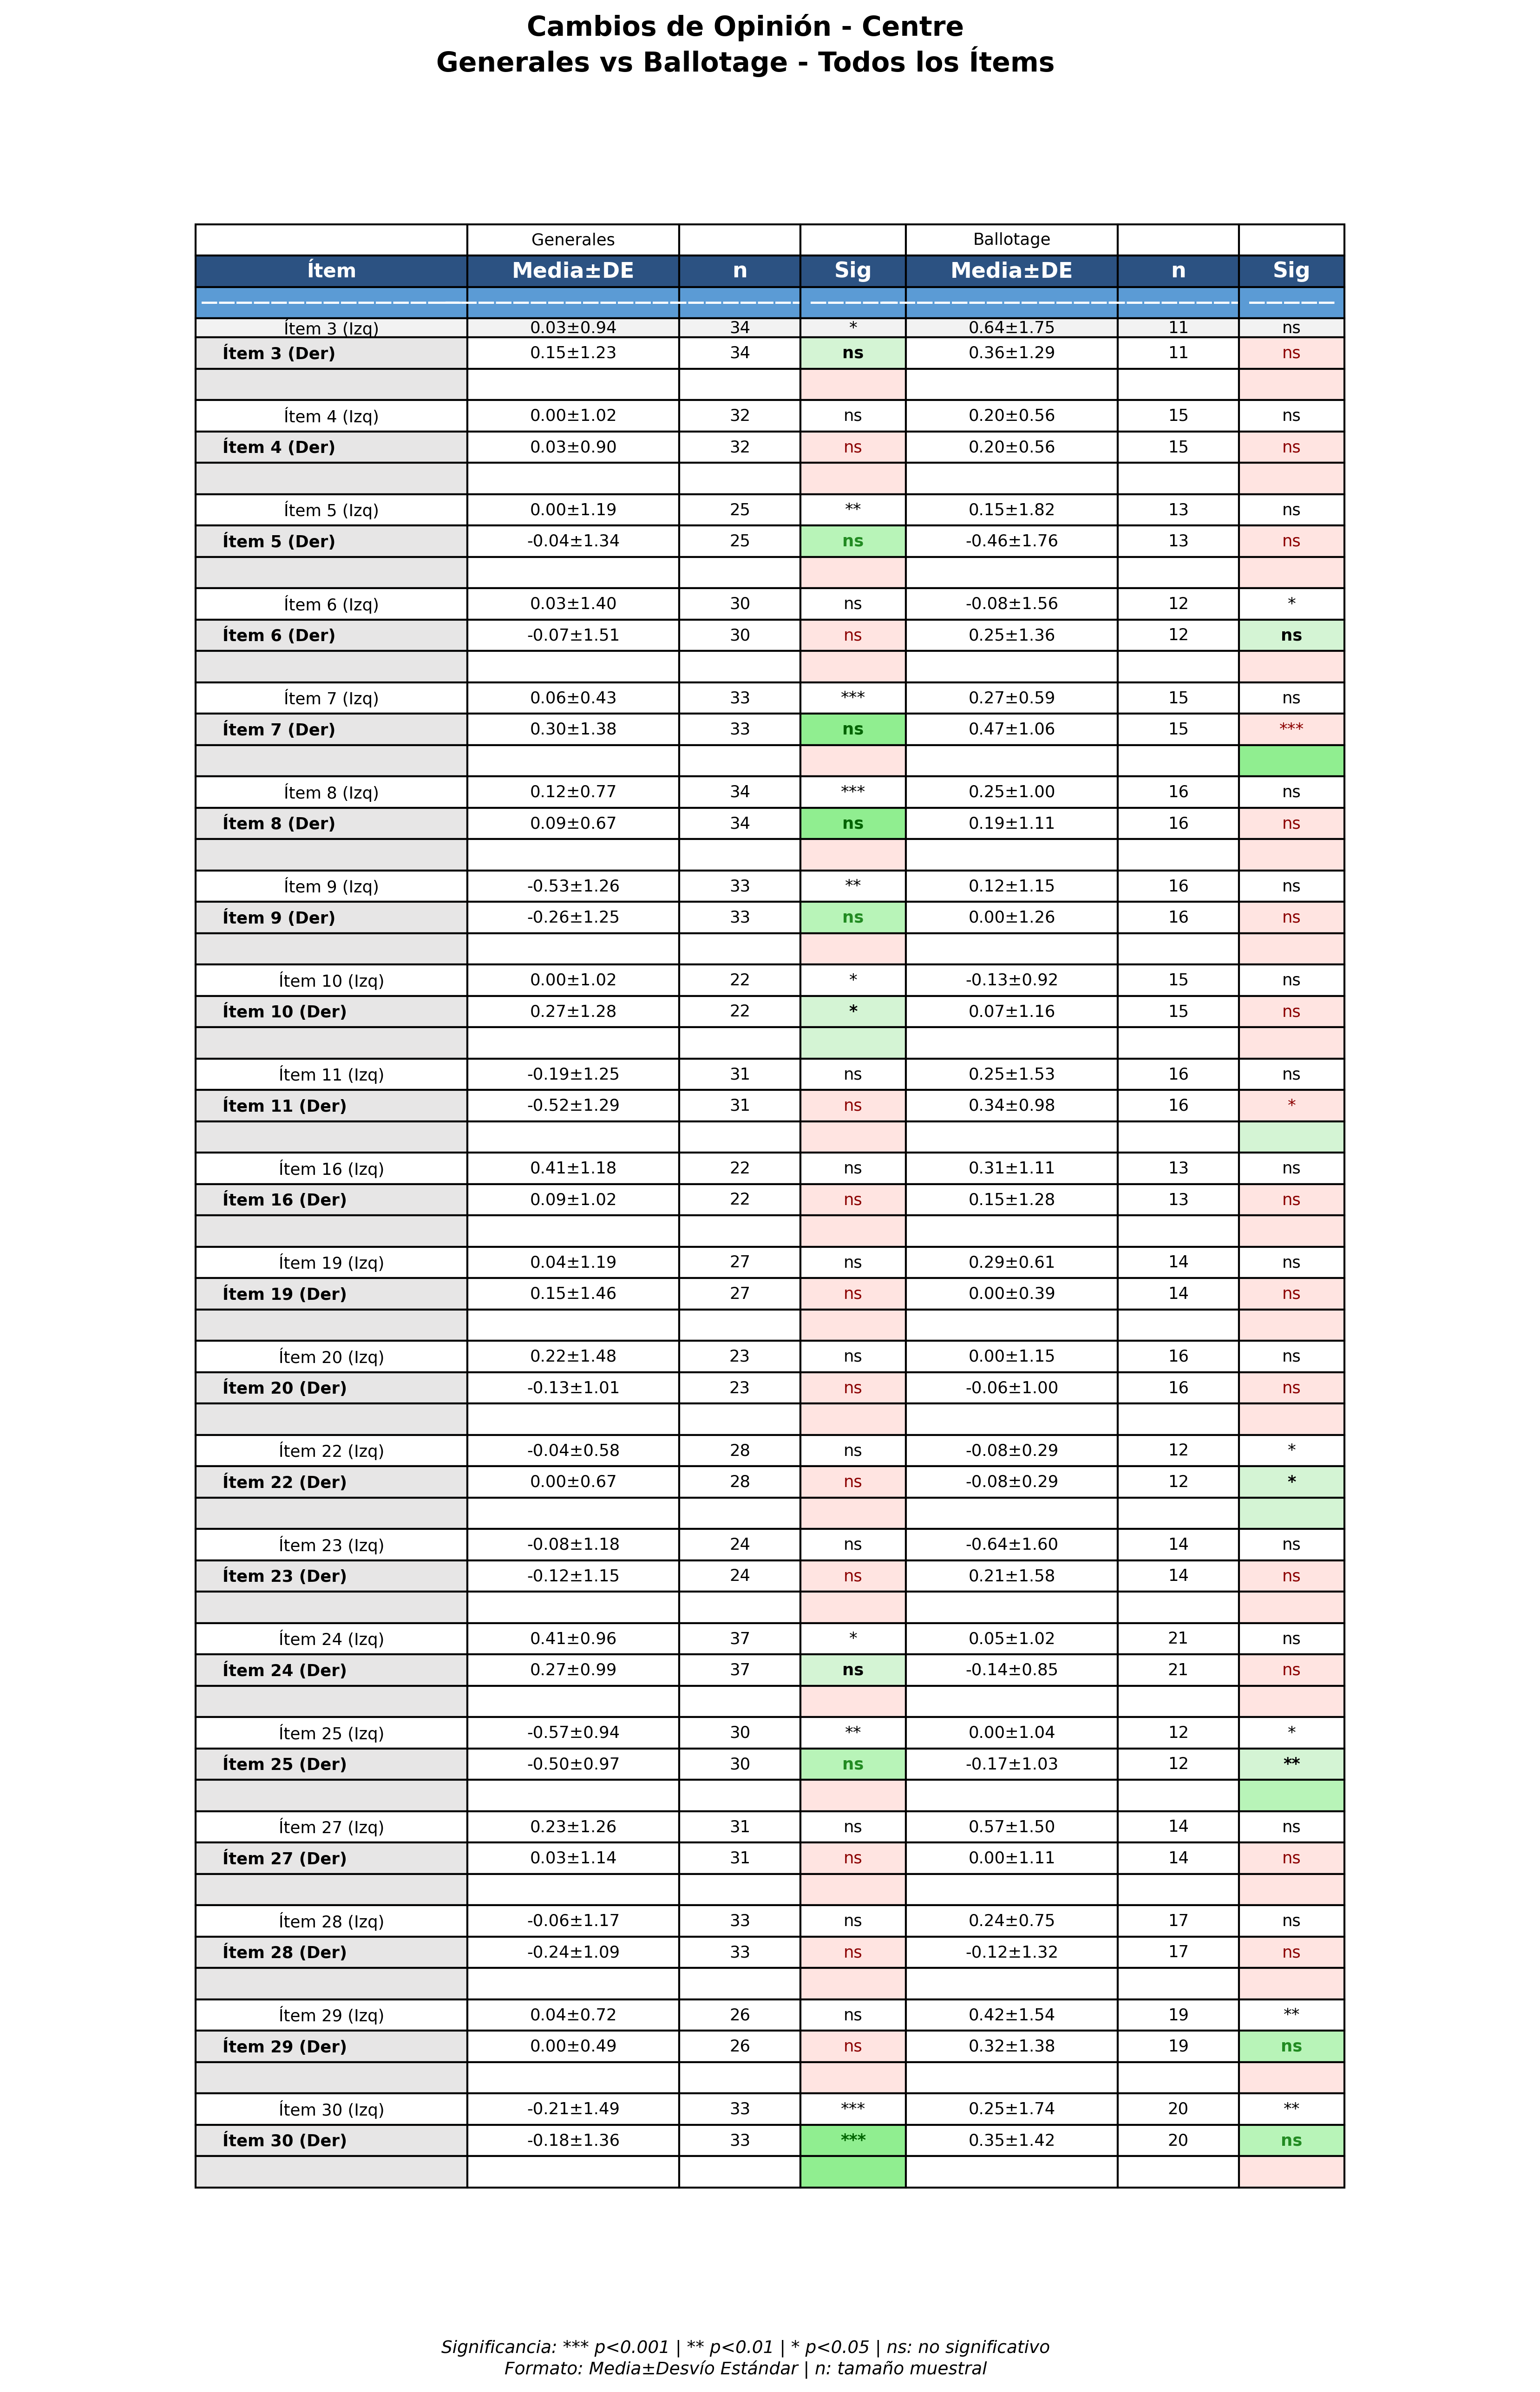 Cambios de Opinión - Centre
Generales vs Ballotage - Todos los Ítems
Generales Ballotage
Ítem Media±DE n Sig Media±DE n Sig
Ítem 3 (Izq) 0.03±0.94 34 * 0.64±1.75 11 ns
Ítem 3 (Der) 0.15±1.23 34 ns 0.36±1.29 11 ns
Ítem 4 (Izq) 0.00±1.02 32 ns 0.20±0.56 15 ns
Ítem 4 (Der) 0.03±0.90 32 ns 0.20±0.56 15 ns
Ítem 5 (Izq) 0.00±1.19 25 ** 0.15±1.82 13 ns
Ítem 5 (Der) -0.04±1.34 25 ns -0.46±1.76 13 ns
Ítem 6 (Izq) 0.03±1.40 30 ns -0.08±1.56 12 *
Ítem 6 (Der) -0.07±1.51 30 ns 0.25±1.36 12 ns
Ítem 7 (Izq) 0.06±0.43 33 *** 0.27±0.59 15 ns
Ítem 7 (Der) 0.30±1.38 33 ns 0.47±1.06 15 ***
Ítem 8 (Izq) 0.12±0.77 34 *** 0.25±1.00 16 ns
Ítem 8 (Der) 0.09±0.67 34 ns 0.19±1.11 16 ns
Ítem 9 (Izq) -0.53±1.26 33 ** 0.12±1.15 16 ns
Ítem 9 (Der) -0.26±1.25 33 ns 0.00±1.26 16 ns
Ítem 10 (Izq) 0.00±1.02 22 * -0.13±0.92 15 ns
Ítem 10 (Der) 0.27±1.28 22 * 0.07±1.16 15 ns
Ítem 11 (Izq) -0.19±1.25 31 ns 0.25±1.53 16 ns
Ítem 11 (Der) -0.52±1.29 31 ns 0.34±0.98 16 *
Ítem 16 (Izq) 0.41±1.18 22 ns 0.31±1.11 13 ns
Ítem 16 (Der) 0.09±1.02 22 ns 0.15±1.28 13 ns
Ítem 19 (Izq) 0.04±1.19 27 ns 0.29±0.61 14 ns
Ítem 19 (Der) 0.15±1.46 27 ns 0.00±0.39 14 ns
Ítem 20 (Izq) 0.22±1.48 23 ns 0.00±1.15 16 ns
Ítem 20 (Der) -0.13±1.01 23 ns -0.06±1.00 16 ns
Ítem 22 (Izq) -0.04±0.58 28 ns -0.08±0.29 12 *
Ítem 22 (Der) 0.00±0.67 28 ns -0.08±0.29 12 *
Ítem 23 (Izq) -0.08±1.18 24 ns -0.64±1.60 14 ns
Ítem 23 (Der) -0.12±1.15 24 ns 0.21±1.58 14 ns
Ítem 24 (Izq) 0.41±0.96 37 * 0.05±1.02 21 ns
Ítem 24 (Der) 0.27±0.99 37 ns -0.14±0.85 21 ns
Ítem 25 (Izq) -0.57±0.94 30 ** 0.00±1.04 12 *
Ítem 25 (Der) -0.50±0.97 30 ns -0.17±1.03 12 **
Ítem 27 (Izq) 0.23±1.26 31 ns 0.57±1.50 14 ns
Ítem 27 (Der) 0.03±1.14 31 ns 0.00±1.11 14 ns
Ítem 28 (Izq) -0.06±1.17 33 ns 0.24±0.75 17 ns
Ítem 28 (Der) -0.24±1.09 33 ns -0.12±1.32 17 ns
Ítem 29 (Izq) 0.04±0.72 26 ns 0.42±1.54 19 **
Ítem 29 (Der) 0.00±0.49 26 ns 0.32±1.38 19 ns
Ítem 30 (Izq) -0.21±1.49 33 *** 0.25±1.74 20 **
Ítem 30 (Der) -0.18±1.36 33 *** 0.35±1.42 20 ns
Significancia: *** p<0.001 | ** p<0.01 | * p<0.05 | ns: no significativo
Formato: Media±Desvío Estándar | n: tamaño muestral